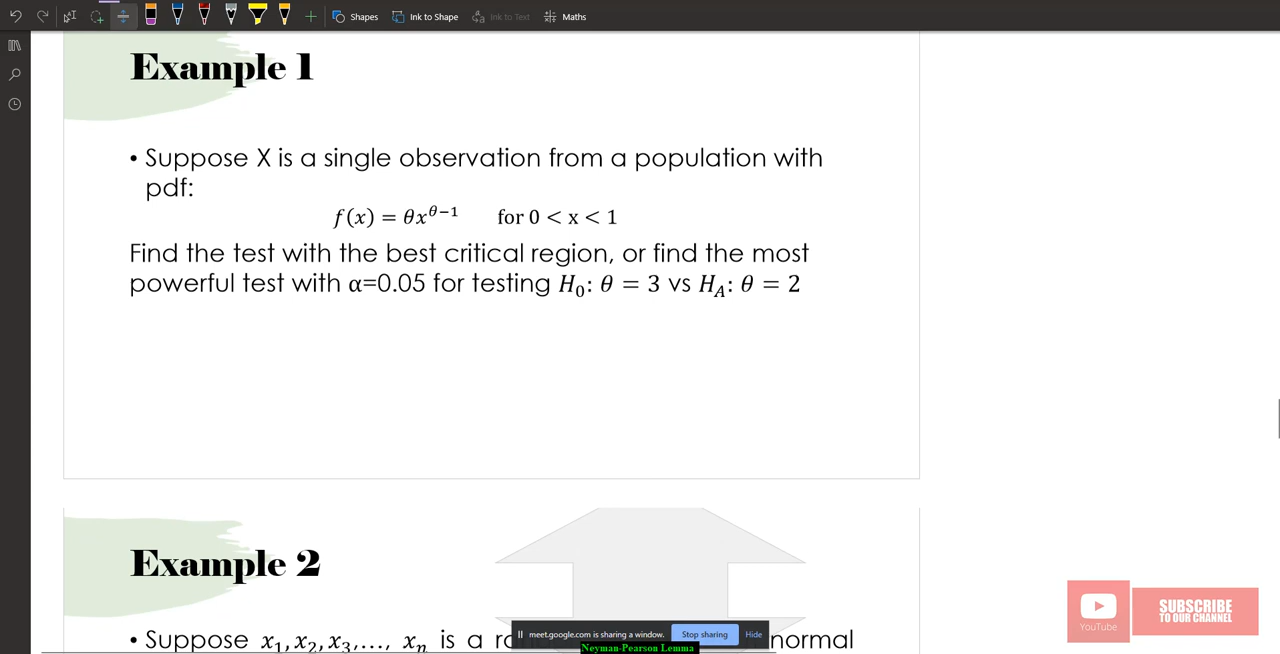 Shapes
Ink to Shape
Ink to Text
Maths
Example 1
• Suppose X is a single observation from a population with
pdf:
f(x) = θx^{θ−1} for 0 < x < 1
Find the test with the best critical region, or find the most
powerful test with α=0.05 for testing H₀: θ = 3 vs H_A: θ = 2
Example 2
• Suppose x₁, x₂, x₃,..., xₙ is a normal
meet.google.com is sharing a window.
Stop sharing
Hide
Neyman-Pearson Lemma
YouTube
SUBSCRIBE
TO OUR CHANNEL